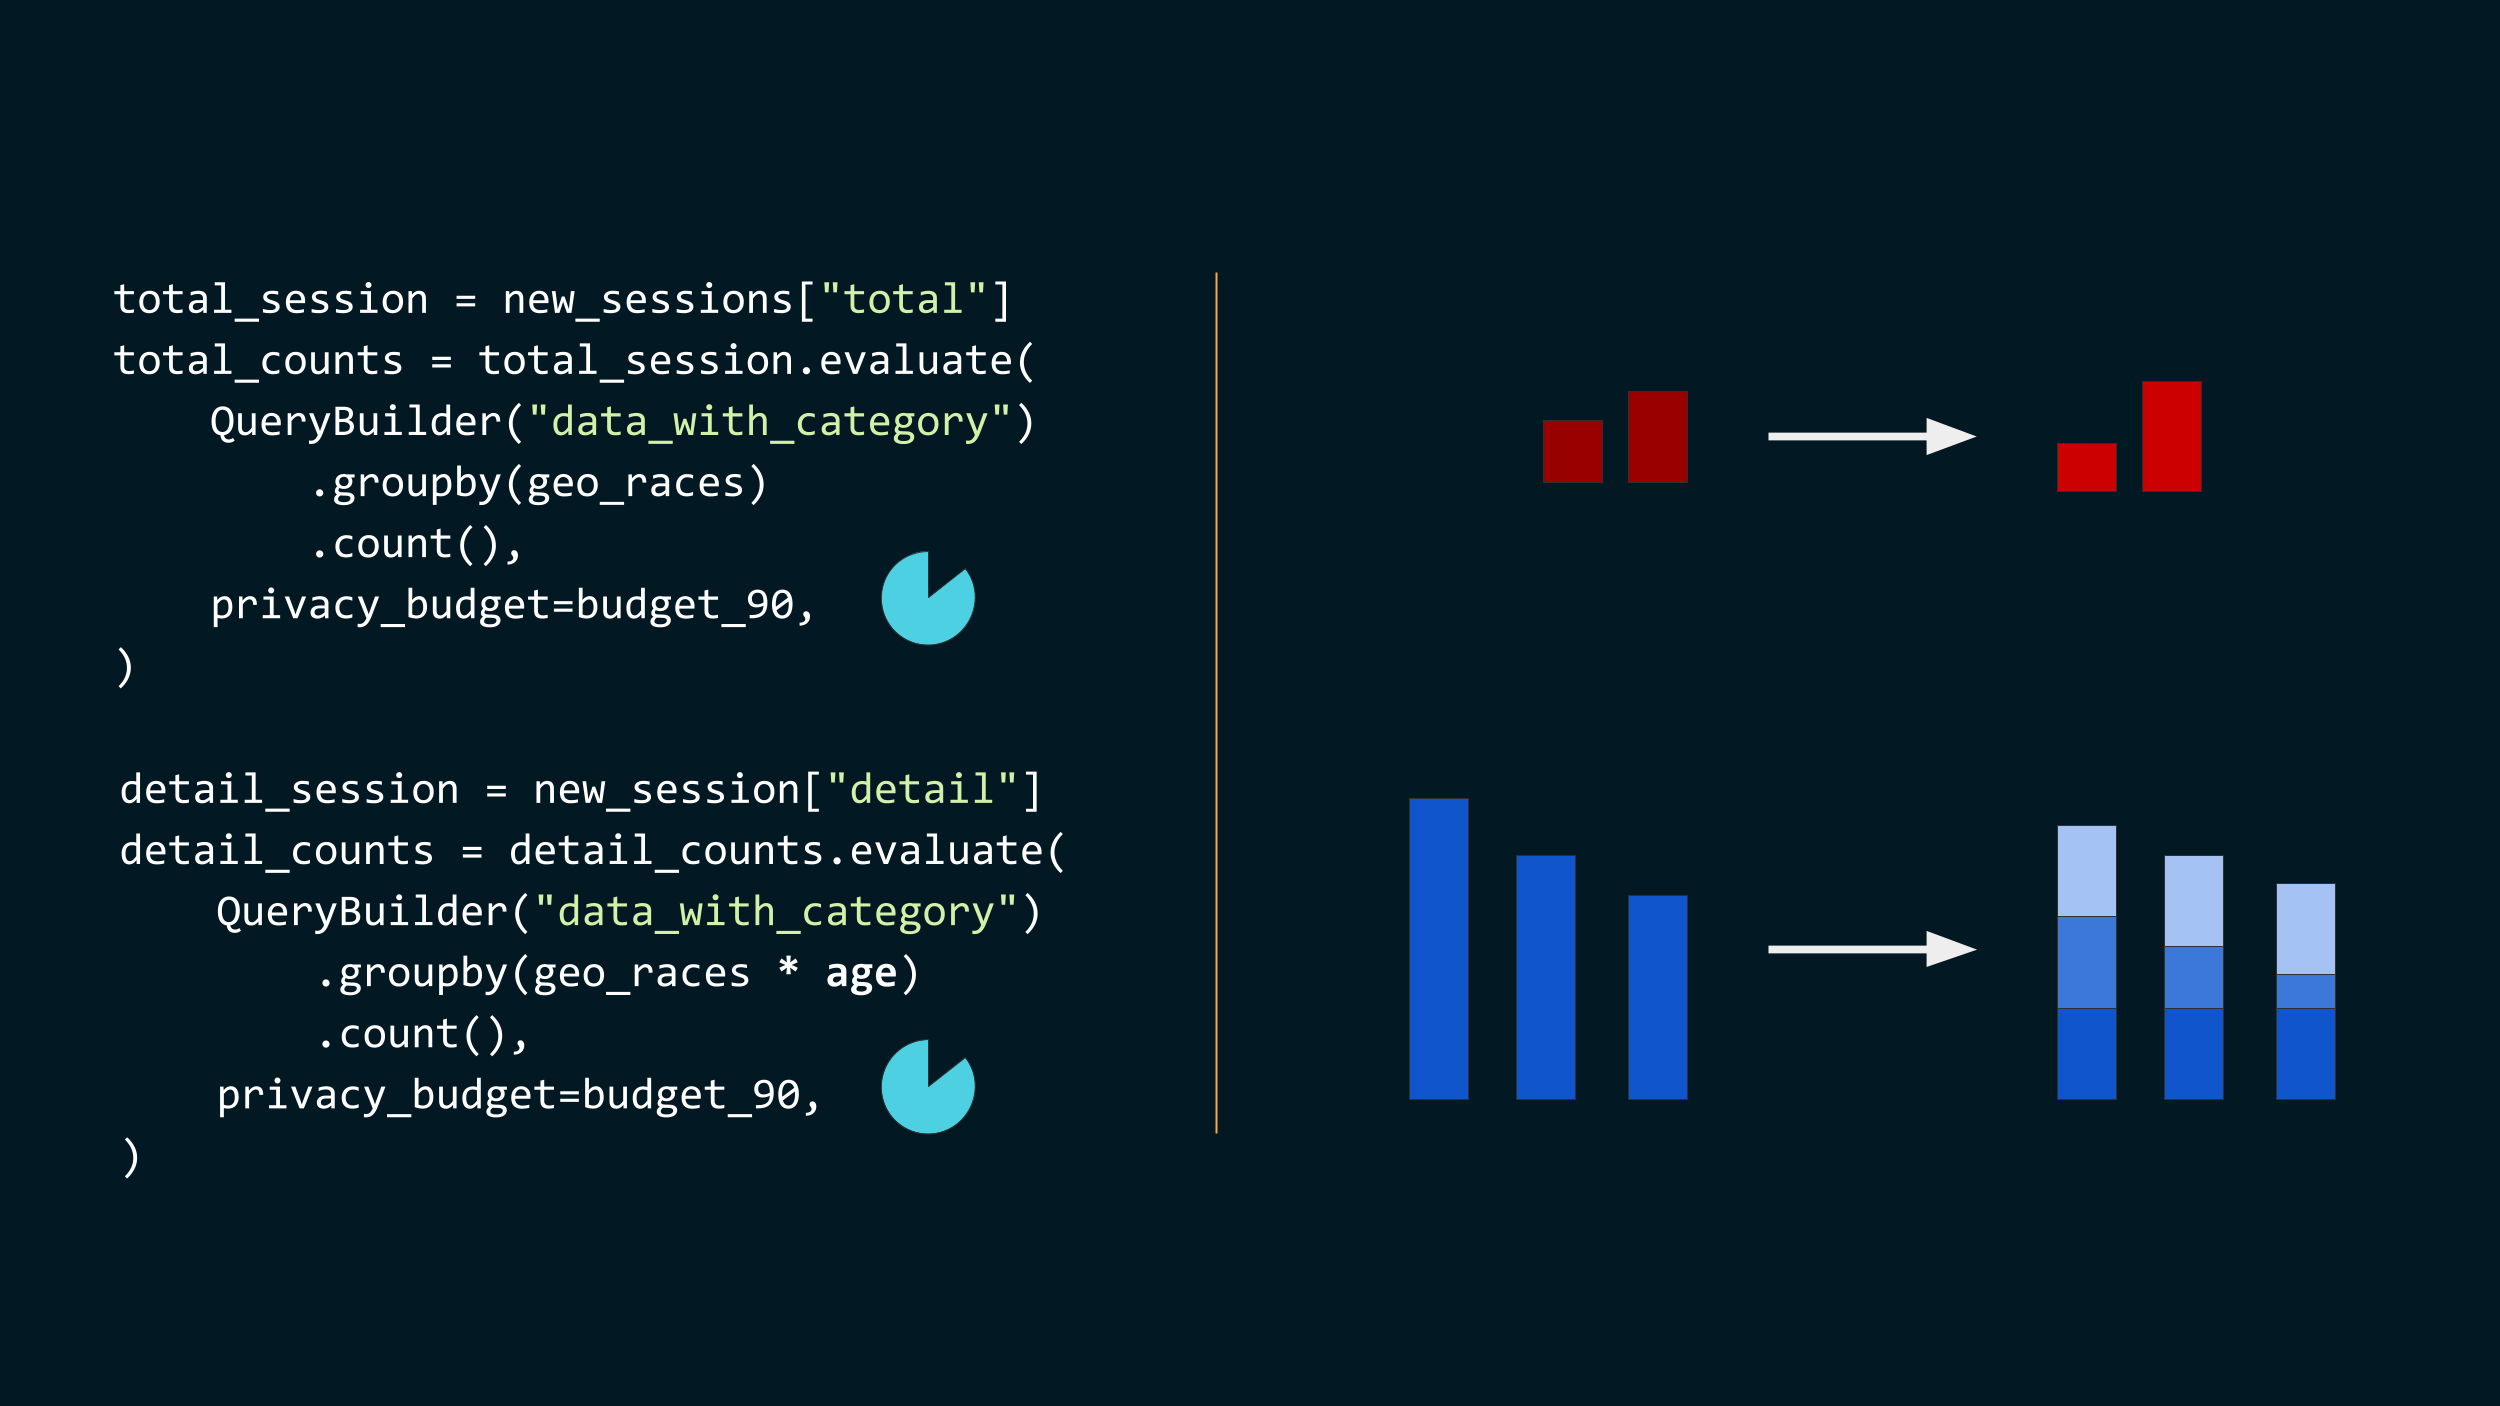 total_session = new_sessions["total"]
total_counts = total_session.evaluate(
    QueryBuilder("data_with_category")
        .groupby(geo_races)
        .count(),
    privacy_budget=budget_90,
)
detail_session = new_session["detail"]
detail_counts = detail_counts.evaluate(
    QueryBuilder("data_with_category")
        .groupby(geo_races * age)
        .count(),
    privacy_budget=budget_90,
)